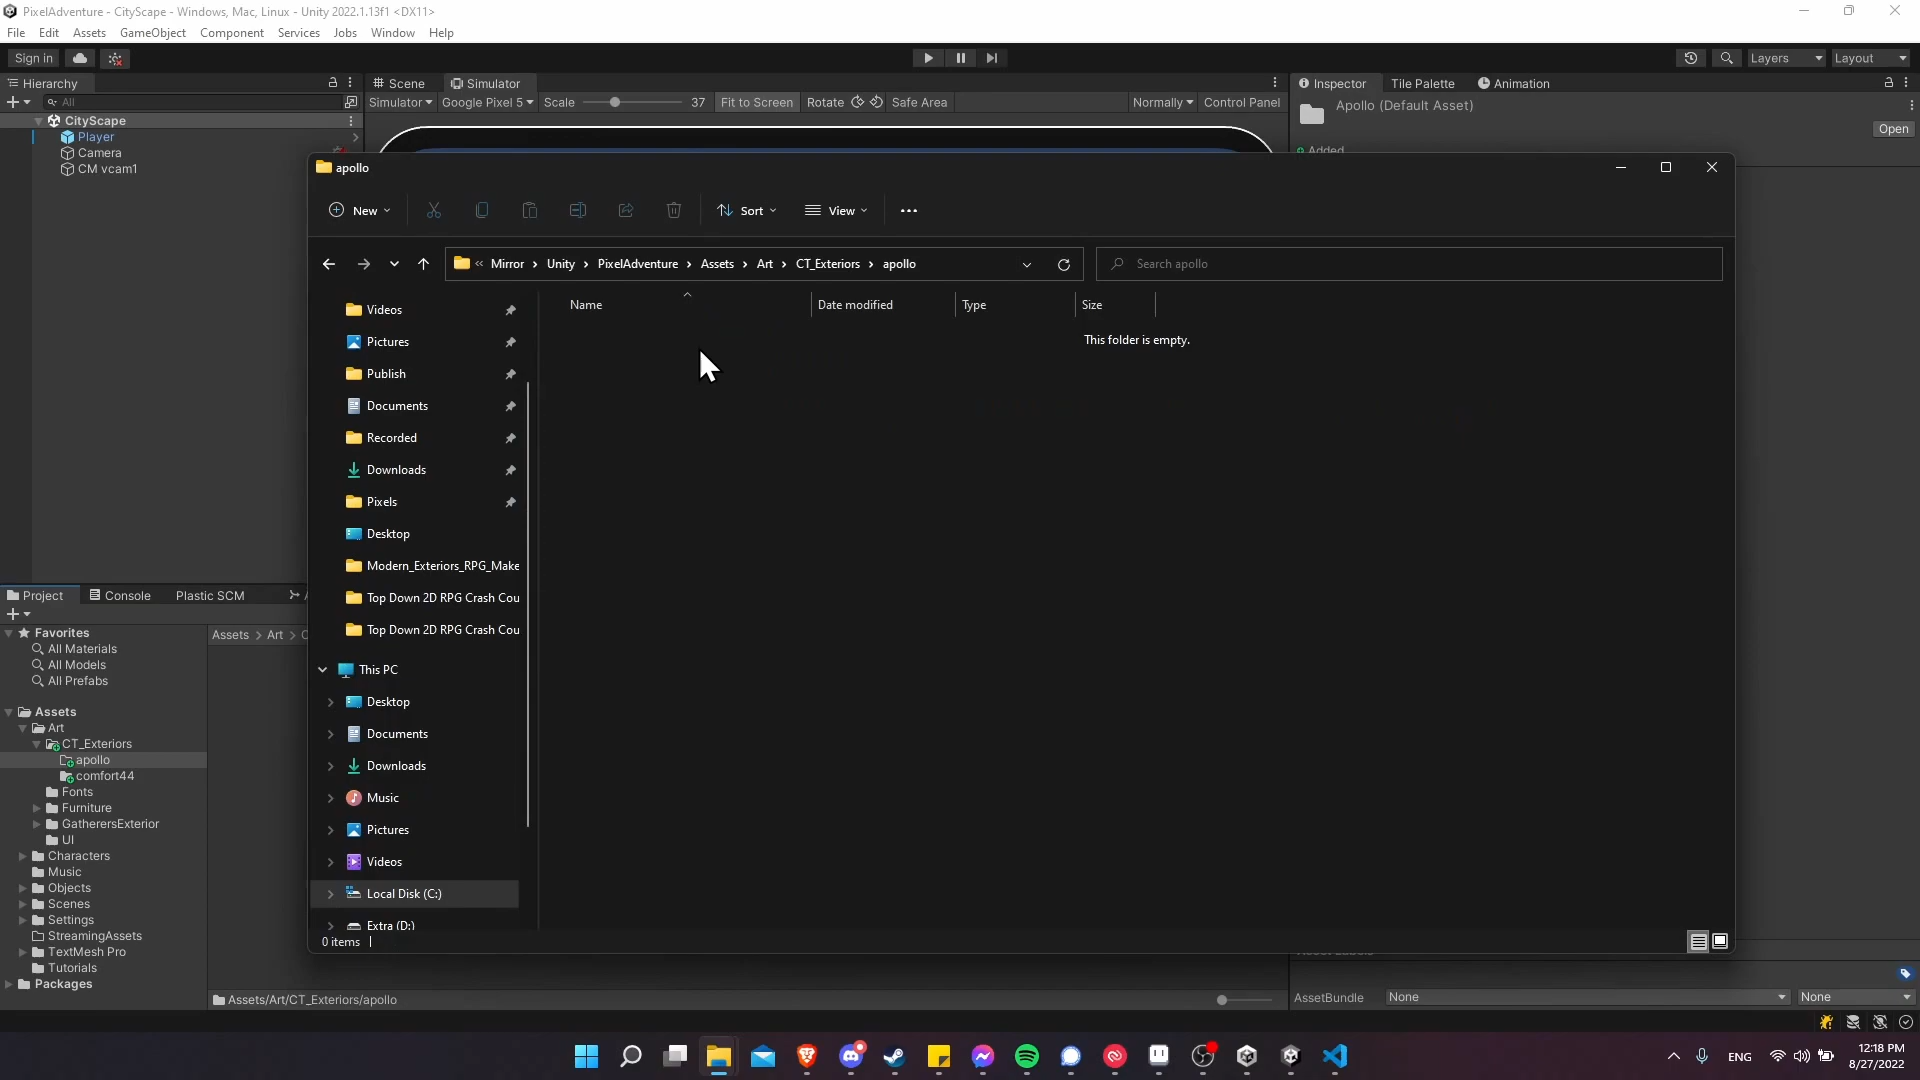 PixelAdventure - CityScape - Windows, Mac, Linux - Unity 2022.1.13f1 <DX11>
File Edit Assets GameObject Component Services Jobs Window Help
Sign in
Layers Layout
Hierarchy
All
CityScape
Player
Camera
CM vcam1
Scene Simulator
Simulator Google Pixel 5 Scale 37 Fit to Screen Rotate Safe Area Normally Control Panel
Inspector Tile Palette Animation
Apollo (Default Asset)
Open
Added
apollo
New Sort View
Mirror Unity PixelAdventure Assets Art CT_Exteriors apollo
Search apollo
Name Date modified Type Size
This folder is empty.
Videos
Pictures
Publish
Documents
Recorded
Downloads
Pixels
Desktop
Modern_Exteriors_RPG_Make
Top Down 2D RPG Crash Cou
Top Down 2D RPG Crash Cou
This PC
Desktop
Documents
Downloads
Music
Pictures
Videos
Local Disk (C:)
Extra (D:)
0 items
Project Console Plastic SCM
Favorites
All Materials
All Models
All Prefabs
Assets
Art
CT_Exteriors
apollo
comfort44
Fonts
Furniture
GatherersExterior
UI
Characters
Music
Objects
Scenes
Settings
StreamingAssets
TextMesh Pro
Tutorials
Packages
Assets > Art >
Assets/Art/CT_Exteriors/apollo
AssetBundle None None
ENG
12:18 PM
8/27/2022